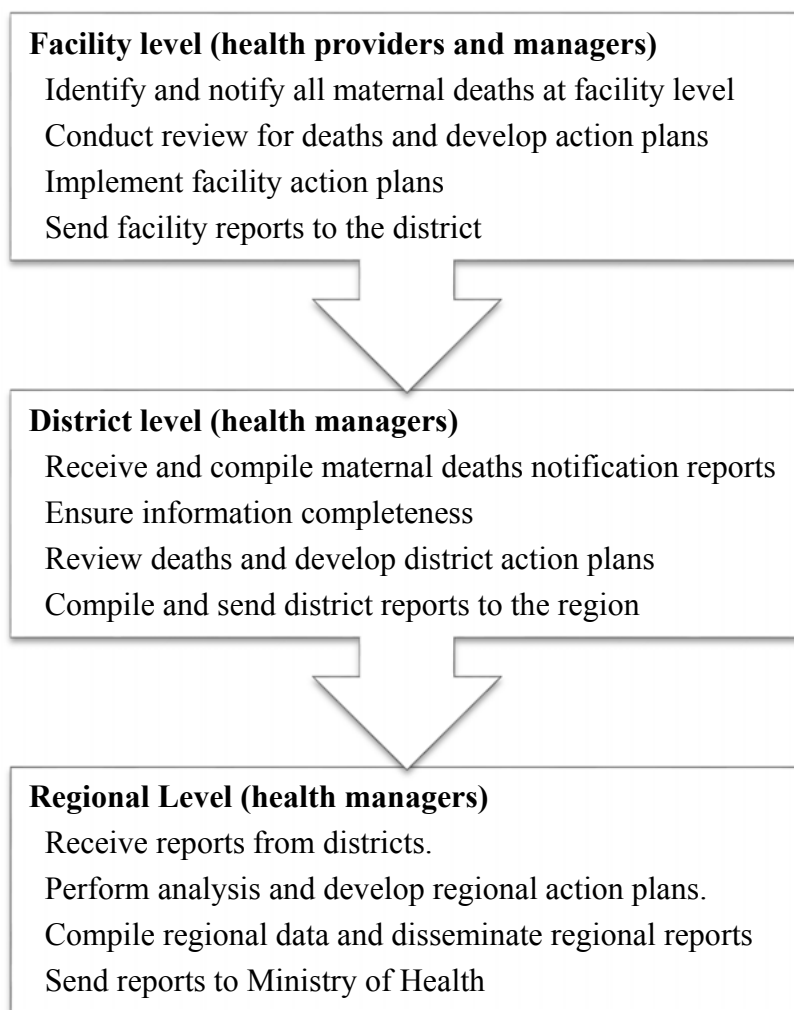 Facility level (health providers and managers)
Identify and notify all maternal deaths at facility level
Conduct review for deaths and develop action plans
Implement facility action plans
Send facility reports to the district
District level (health managers)
Receive and compile maternal deaths notification reports
Ensure information completeness
Review deaths and develop district action plans
Compile and send district reports to the region
Regional Level (health managers)
Receive reports from districts.
Perform analysis and develop regional action plans.
Compile regional data and disseminate regional reports
Send reports to Ministry of Health